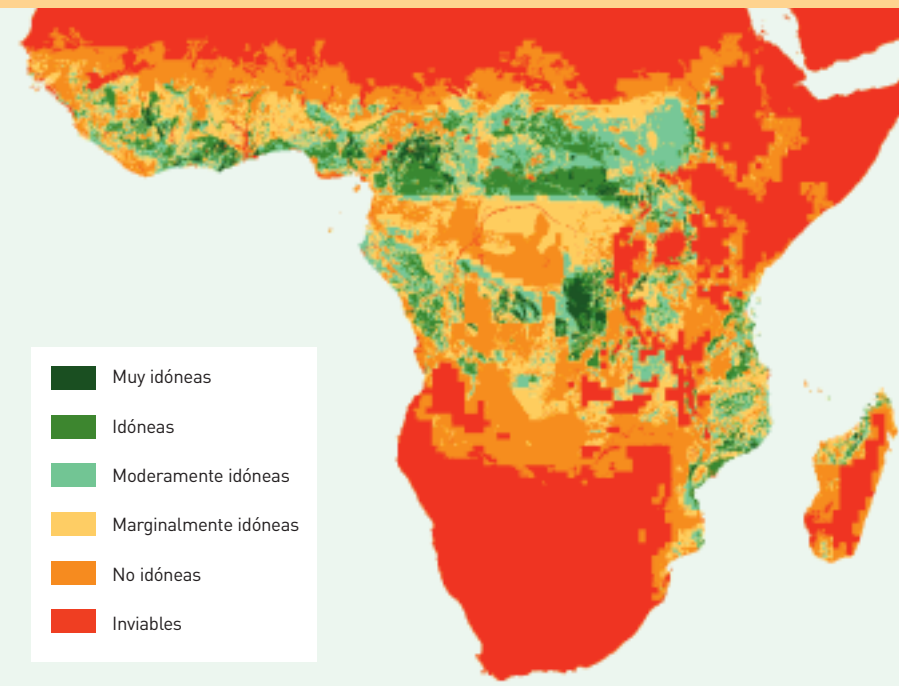 Muy idóneas
Idóneas
Moderamente idóneas
Marginalmente idóneas
No idóneas
Inviables